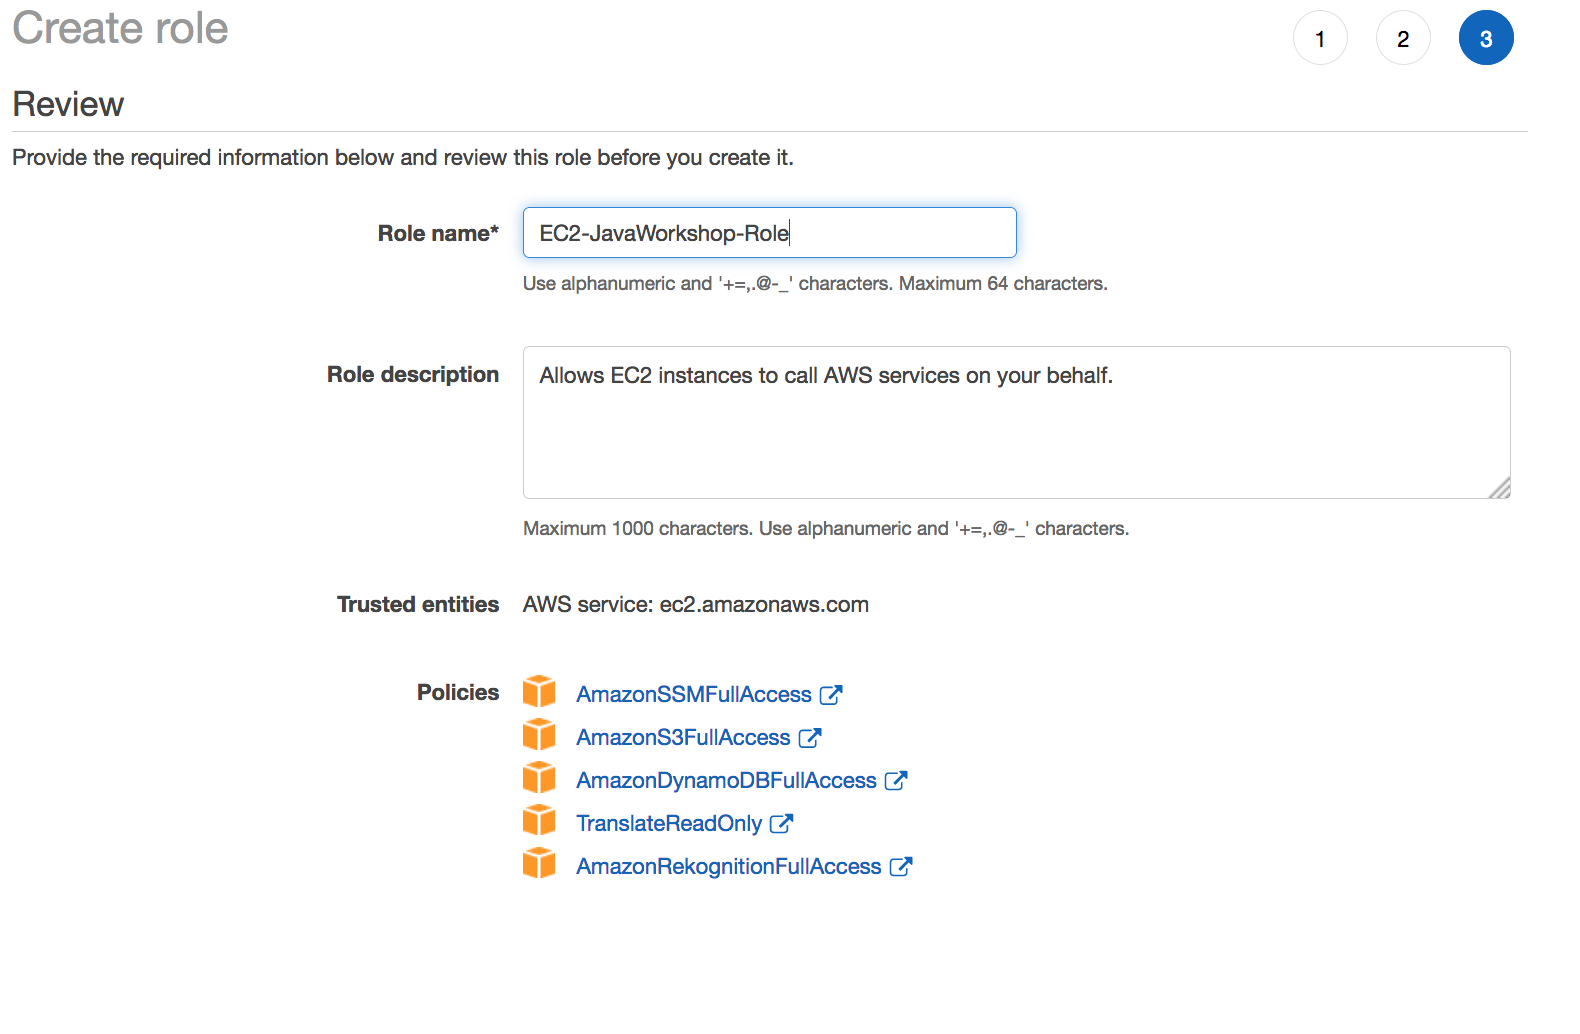 Create role
1 2 3
Review
Provide the required information below and review this role before you create it.
Role name* EC2-JavaWorkshop-Role
Use alphanumeric and '+=,.@-_' characters. Maximum 64 characters.
Role description Allows EC2 instances to call AWS services on your behalf.
Maximum 1000 characters. Use alphanumeric and '+=,.@-_' characters.
Trusted entities AWS service: ec2.amazonaws.com
Policies AmazonSSMFullAccess
AmazonS3FullAccess
AmazonDynamoDBFullAccess
TranslateReadOnly
AmazonRekognitionFullAccess